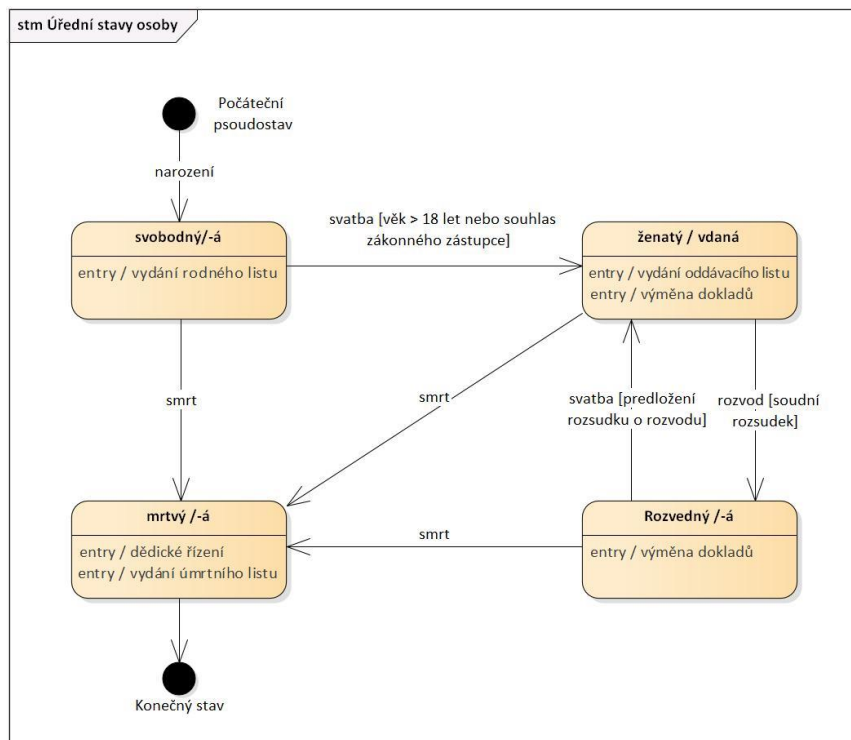 stm Úřední stavy osoby
Počáteční
psoudostav
narození
svatba [věk > 18 let nebo souhlas
zákonného zástupce]
svobodný/-á
entry / vydání rodného listu
ženatý / vdaná
entry / vydání oddávacího listu
entry / výměna dokladů
smrt
smrt
svatba [predložení
rozsudku o rozvodu]
rozvod [soudní
rozsudek]
mrtvý /-á
entry / dědické řízení
entry / vydání úmrtního listu
smrt
Rozvedný /-á
entry / výměna dokladů
Konečný stav